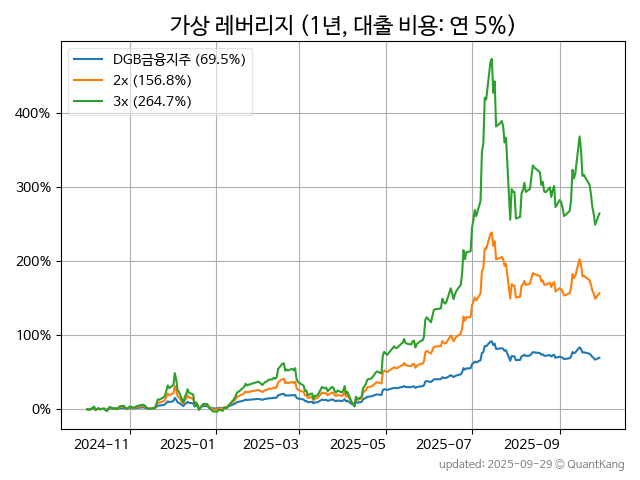 가상 레버리지 (1년, 대출 비용: 연 5%)
DGB금융지주 (69.5%)
2x (156.8%)
3x (264.7%)
400%
300%
200%
100%
0%
2024-11
2025-01
2025-03
2025-05
2025-07
2025-09
updated: 2025-09-29 © QuantKang